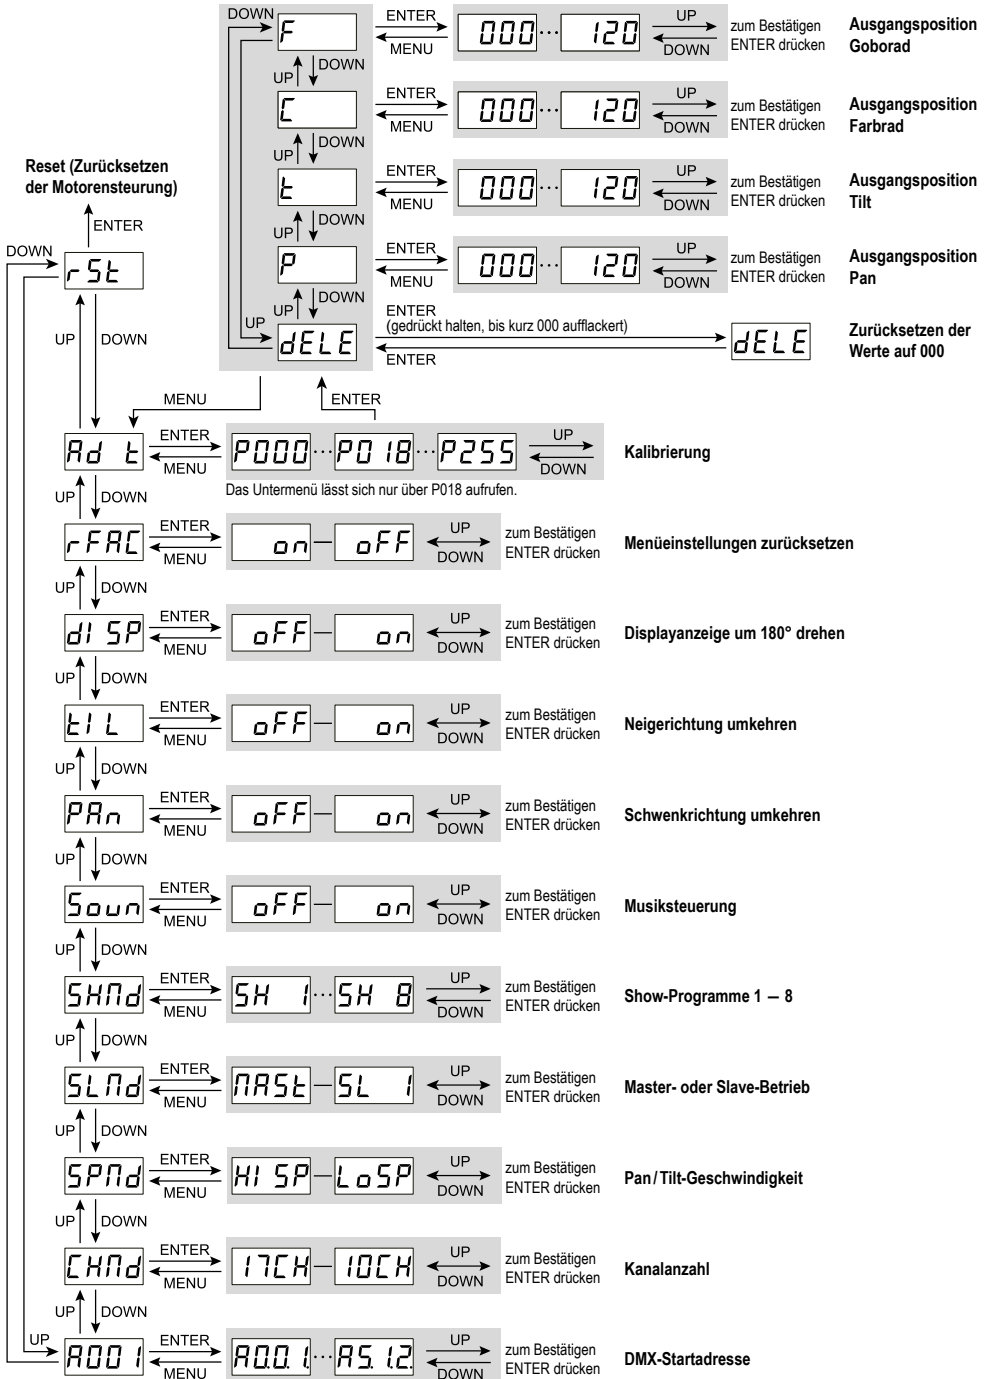 DOWN F ENTER MENU 000 ... 120 UP DOWN zum Bestätigen ENTER drücken Ausgangsposition Goborad
UP DOWN
C ENTER MENU 000 ... 120 UP DOWN zum Bestätigen ENTER drücken Ausgangsposition Farbrad
UP DOWN
t ENTER MENU 000 ... 120 UP DOWN zum Bestätigen ENTER drücken Ausgangsposition Tilt
UP DOWN
P ENTER MENU 000 ... 120 UP DOWN zum Bestätigen ENTER drücken Ausgangsposition Pan
UP DOWN
UP dELE ENTER (gedrückt halten, bis kurz 000 aufflackert) ENTER dELE Zurücksetzen der Werte auf 000
Reset (Zurücksetzen
der Motorensteurung)
ENTER
DOWN rSt
UP DOWN
MENU ENTER
Ad t ENTER MENU P000 ... P018 ... P255 UP DOWN Kalibrierung
Das Untermenü lässt sich nur über P018 aufrufen.
UP DOWN
rFAC ENTER MENU on — oFF UP DOWN zum Bestätigen ENTER drücken Menüeinstellungen zurücksetzen
UP DOWN
dISP ENTER MENU oFF — on UP DOWN zum Bestätigen ENTER drücken Displayanzeige um 180° drehen
UP DOWN
tIL ENTER MENU oFF — on UP DOWN zum Bestätigen ENTER drücken Neigerichtung umkehren
UP DOWN
PAn ENTER MENU oFF — on UP DOWN zum Bestätigen ENTER drücken Schwenkrichtung umkehren
UP DOWN
Soun ENTER MENU oFF — on UP DOWN zum Bestätigen ENTER drücken Musiksteuerung
UP DOWN
SHMd ENTER MENU SH 1 ... SH 8 UP DOWN zum Bestätigen ENTER drücken Show-Programme 1 — 8
UP DOWN
SLMd ENTER MENU MASt — SL 1 UP DOWN zum Bestätigen ENTER drücken Master- oder Slave-Betrieb
UP DOWN
SPMd ENTER MENU HISP — LoSP UP DOWN zum Bestätigen ENTER drücken Pan/Tilt-Geschwindigkeit
UP DOWN
CHMd ENTER MENU 17CH — 10CH UP DOWN zum Bestätigen ENTER drücken Kanalanzahl
UP DOWN
UP A001 ENTER MENU A.0.0.1. ... A.5.1.2. UP DOWN zum Bestätigen ENTER drücken DMX-Startadresse